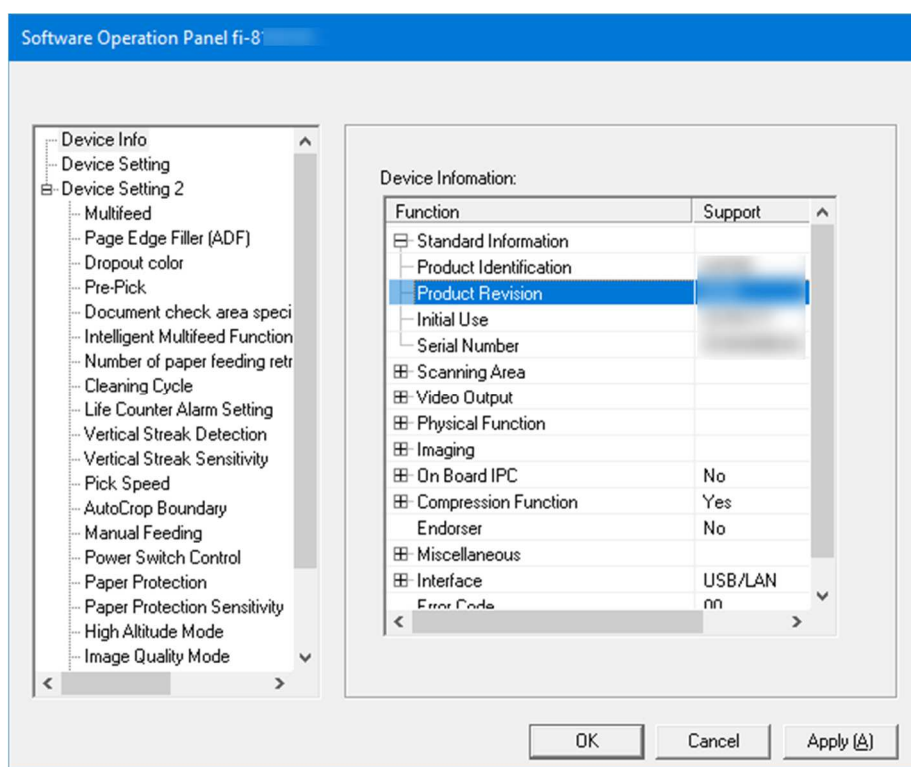 Software Operation Panel fi-8
Device Info
Device Setting
Device Setting 2
Multifeed
Page Edge Filler (ADF)
Dropout color
Pre-Pick
Document check area speci
Intelligent Multifeed Function
Number of paper feeding retr
Cleaning Cycle
Life Counter Alarm Setting
Vertical Streak Detection
Vertical Streak Sensitivity
Pick Speed
AutoCrop Boundary
Manual Feeding
Power Switch Control
Paper Protection
Paper Protection Sensitivity
High Altitude Mode
Image Quality Mode
Device Infomation:
Function Support
Standard Information
Product Identification
Product Revision
Initial Use
Serial Number
Scanning Area
Video Output
Physical Function
Imaging
On Board IPC No
Compression Function Yes
Endorser No
Miscellaneous
Interface USB/LAN
Error Code 00
OK Cancel Apply (A)